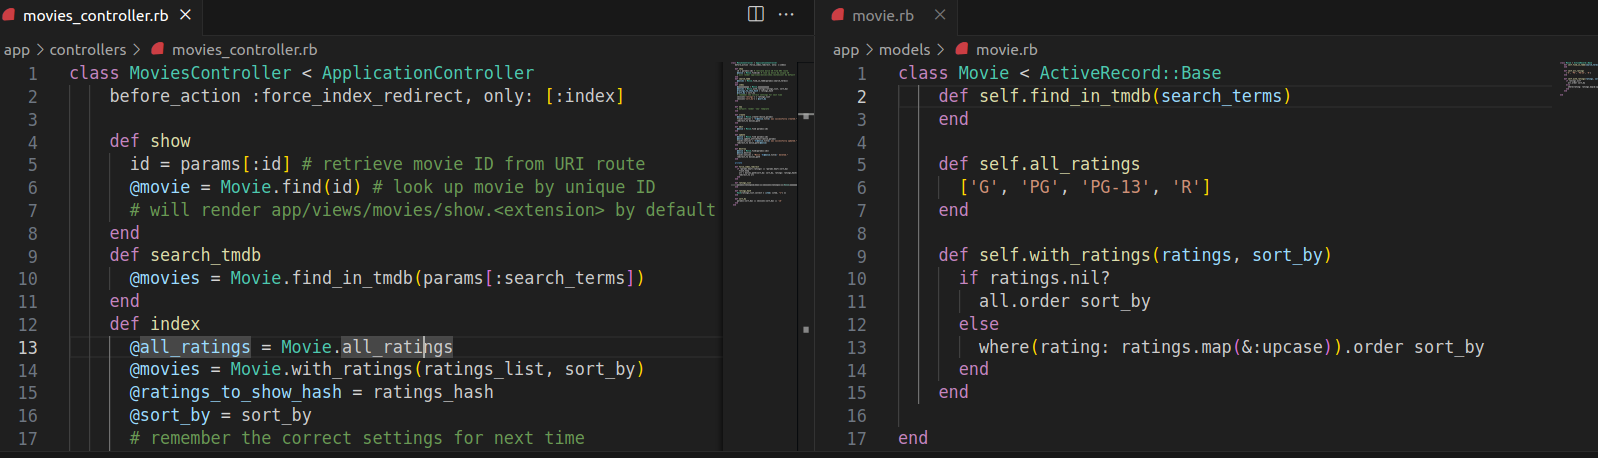 movies_controller.rb
app > controllers > movies_controller.rb
1 class MoviesController < ApplicationController
2 before_action :force_index_redirect, only: [:index]
3
4 def show
5 id = params[:id] # retrieve movie ID from URI route
6 @movie = Movie.find(id) # look up movie by unique ID
7 # will render app/views/movies/show.<extension> by default
8 end
9 def search_tmdb
10 @movies = Movie.find_in_tmdb(params[:search_terms])
11 end
12 def index
13 @all_ratings = Movie.all_ratings
14 @movies = Movie.with_ratings(ratings_list, sort_by)
15 @ratings_to_show_hash = ratings_hash
16 @sort_by = sort_by
17 # remember the correct settings for next time
movie.rb
app > models > movie.rb
1 class Movie < ActiveRecord::Base
2 def self.find_in_tmdb(search_terms)
3 end
4
5 def self.all_ratings
6 ['G', 'PG', 'PG-13', 'R']
7 end
8
9 def self.with_ratings(ratings, sort_by)
10 if ratings.nil?
11 all.order sort_by
12 else
13 where(rating: ratings.map(&:upcase)).order sort_by
14 end
15 end
16
17 end